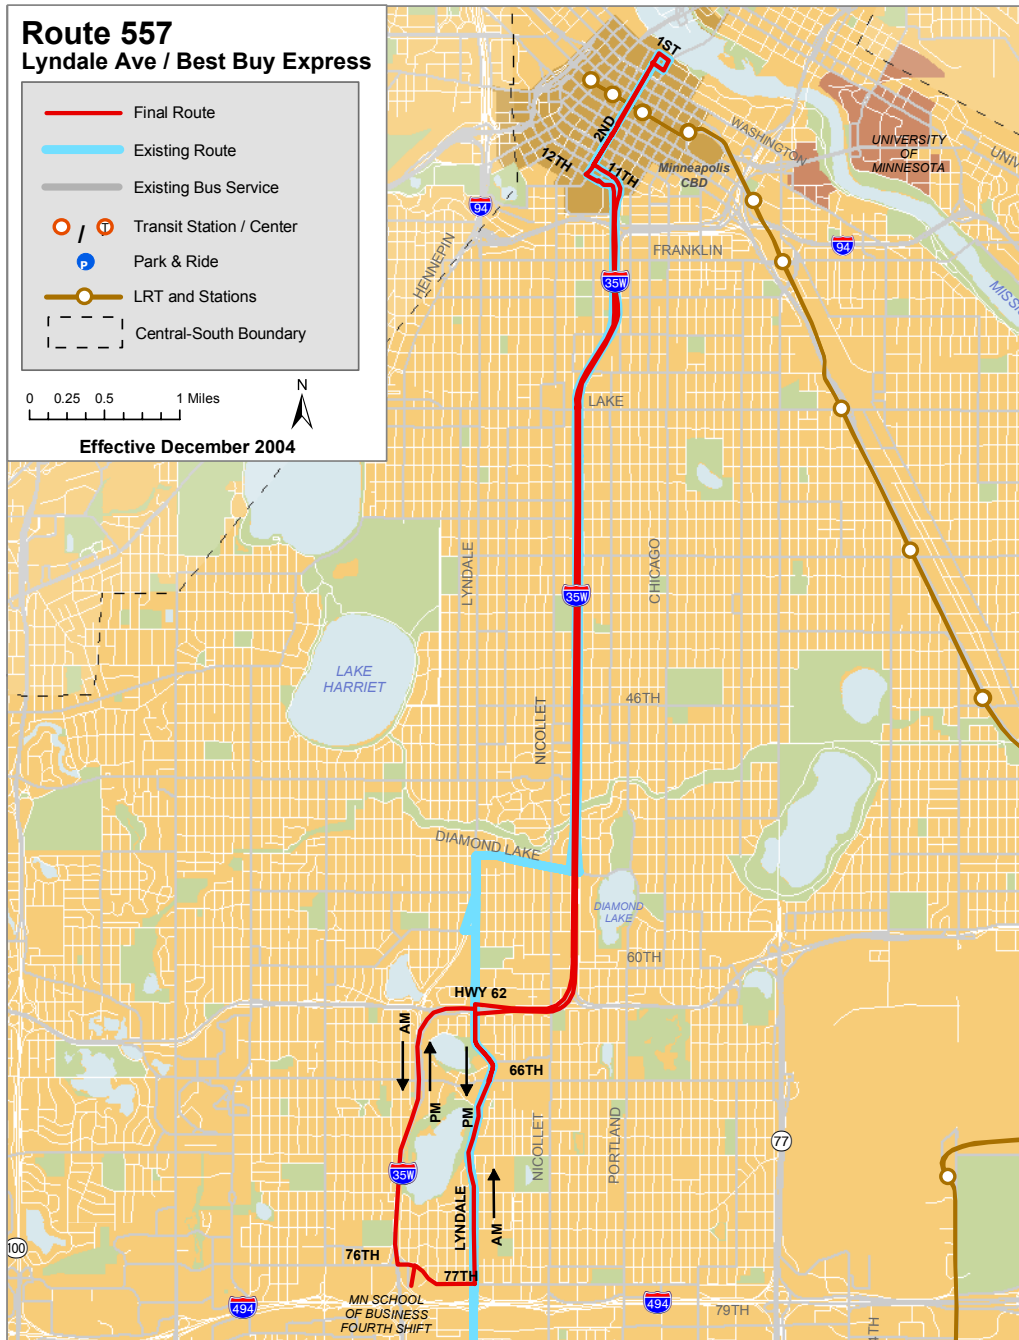 Route 557
Lyndale Ave / Best Buy Express
Final Route
Existing Route
Existing Bus Service
/ T Transit Station / Center
P Park & Ride
LRT and Stations
Central-South Boundary
0 0.25 0.5 1 Miles
N
Effective December 2004
1ST
2ND
WASHINGTON
UNIVERSITY
OF
MINNESOTA
12TH
11TH
Minneapolis
CBD
94
HENNEPIN
FRANKLIN
94
35W
LAKE
LYNDALE
CHICAGO
35W
LAKE
HARRIET
NICOLLET
46TH
DIAMOND LAKE
DIAMOND
LAKE
60TH
HWY 62
AM
PM
PM
66TH
NICOLLET
PORTLAND
77
35W
LYNDALE
AM
100
76TH
77TH
MN SCHOOL
OF BUSINESS
FOURTH SHIFT
494
494
79TH